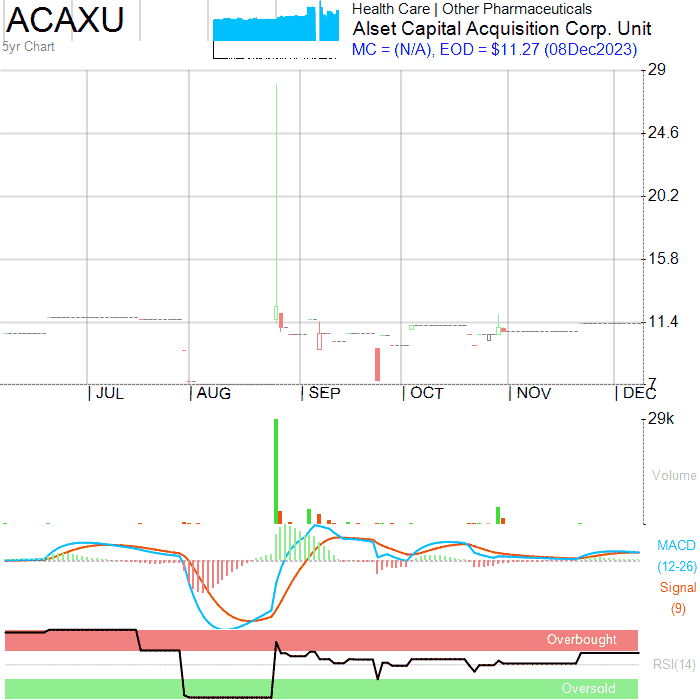 ACAXU
5yr Chart
Health Care | Other Pharmaceuticals
Alset Capital Acquisition Corp. Unit
MC = (N/A), EOD = $11.27 (08Dec2023)
29
24.6
20.2
15.8
11.4
7
JUL AUG SEP OCT NOV DEC
29k
Volume
MACD
(12-26)
Signal
(9)
Overbought
RSI(14)
Oversold